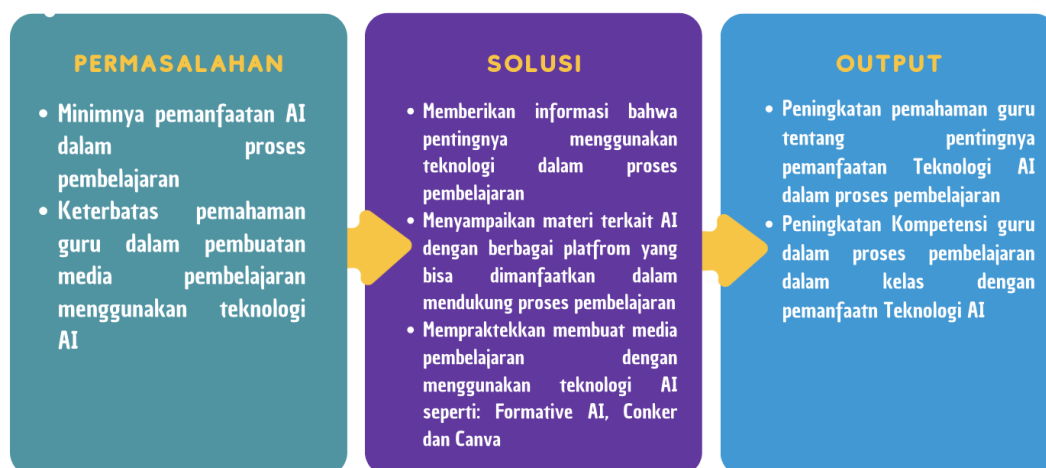 PERMASALAHAN
• Minimnya pemanfaatan AI
dalam proses
pembelajaran
• Keterbatas pemahaman
guru dalam pembuatan
media pembelajaran
menggunakan teknologi
AI
SOLUSI
• Memberikan informasi bahwa
pentingnya menggunakan
teknologi dalam proses
pembelajaran
• Menyampaikan materi terkait AI
dengan berbagai platfrom yang
bisa dimanfaatkan dalam
mendukung proses pembelajaran
• Mempraktekkan membuat media
pembelajaran dengan
menggunakan teknologi AI
seperti: Formative AI, Conker
dan Canva
OUTPUT
• Peningkatan pemahaman guru
tentang pentingnya
pemanfaatan Teknologi AI
dalam proses pembelajaran
• Peningkatan Kompetensi guru
dalam proses pembelajaran
dalam kelas dengan
pemanfaatn Teknologi AI